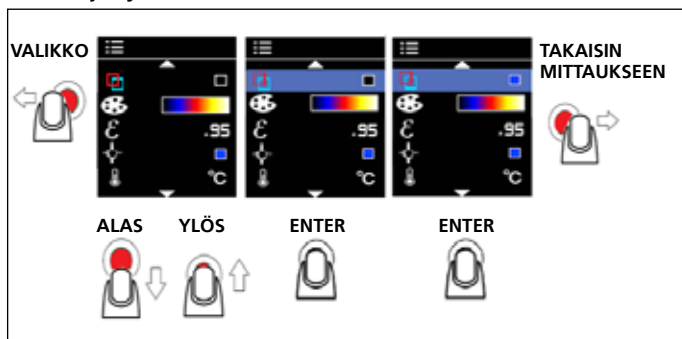 VALIKKO
TAKAISIN
MITTAUKSEEN
ε .95
°C
ε .95
°C
ε .95
°C
ALAS YLÖS ENTER ENTER